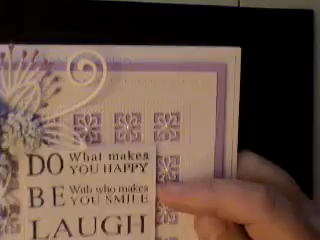 DO What makes
YOU HAPPY
BE With who makes
YOU SMILE
LAUGH